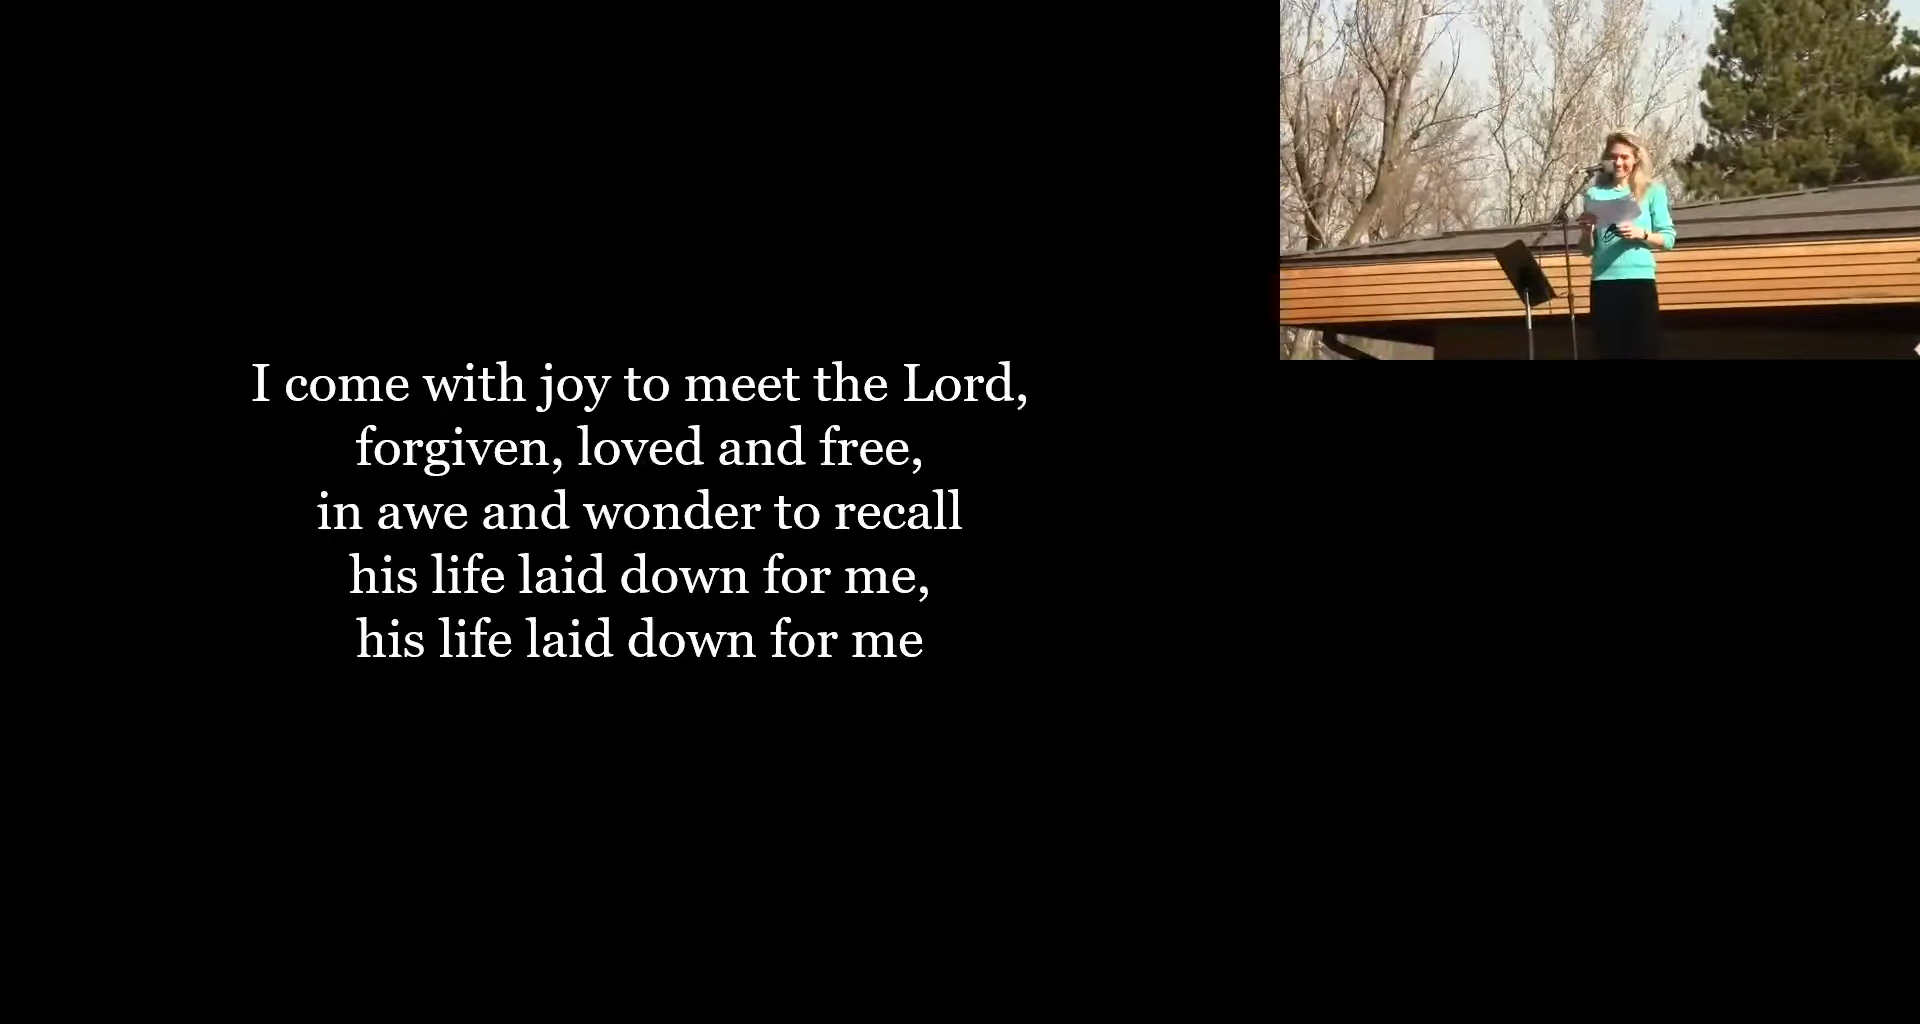 I come with joy to meet the Lord,
forgiven, loved and free,
in awe and wonder to recall
his life laid down for me,
his life laid down for me